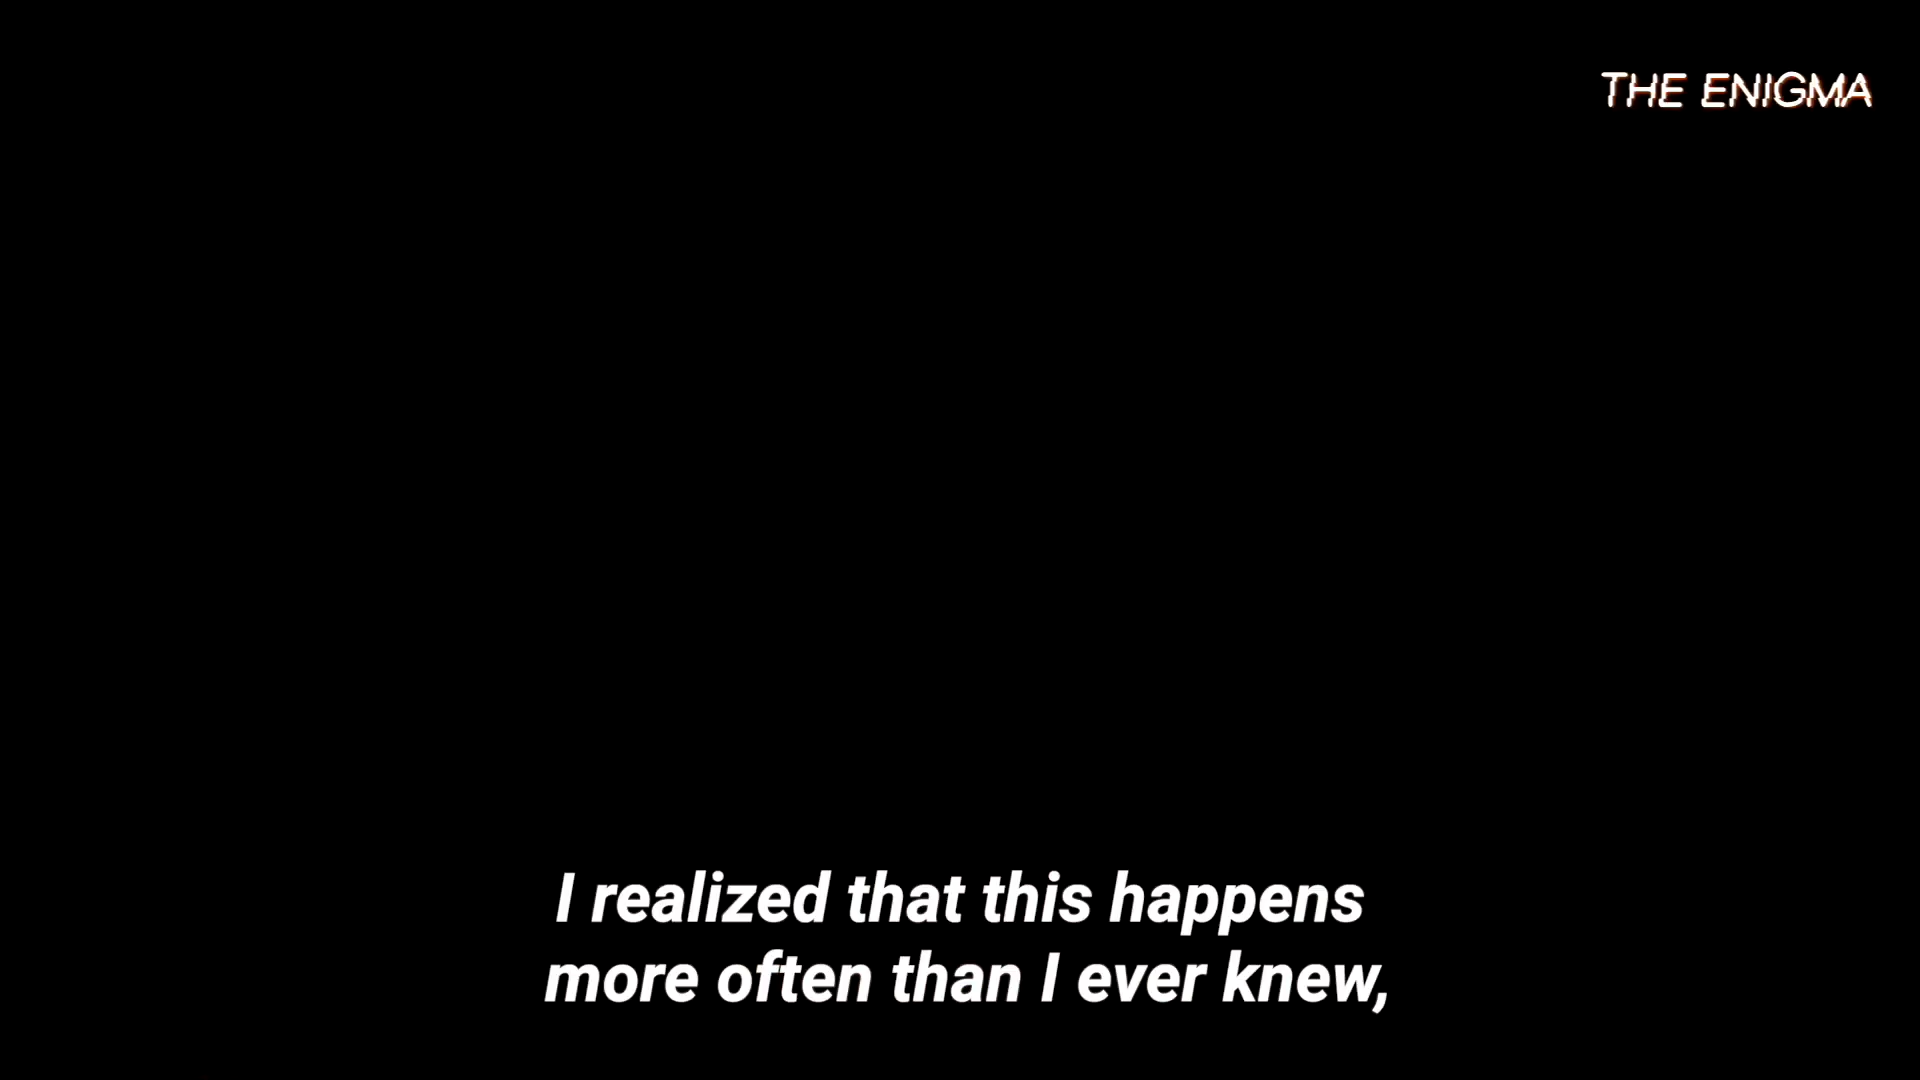 THE ENIGMA
I realized that this happens
more often than I ever knew,